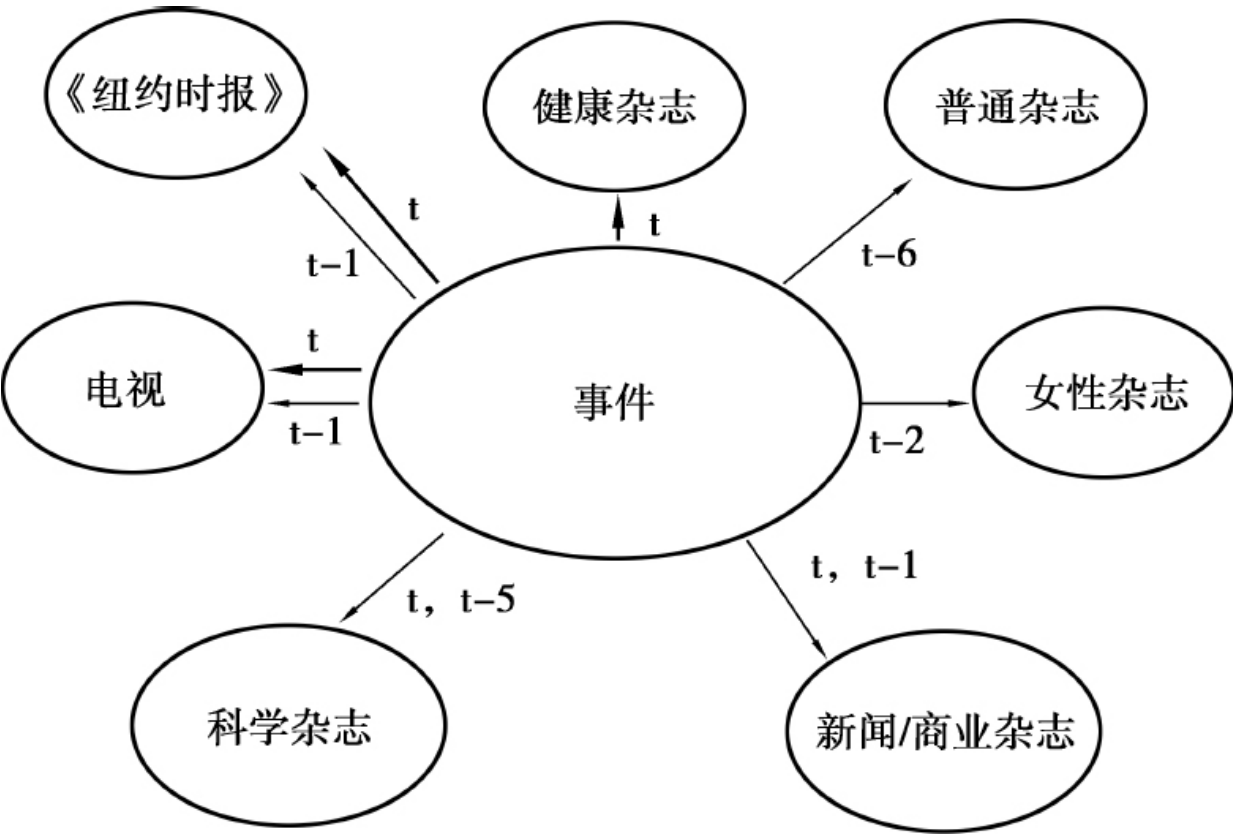 《纽约时报》
健康杂志
普通杂志
t
t
t-1
t-6
t
电视
事件
女性杂志
t-1
t-2
t，t-1
t，t-5
科学杂志
新闻/商业杂志